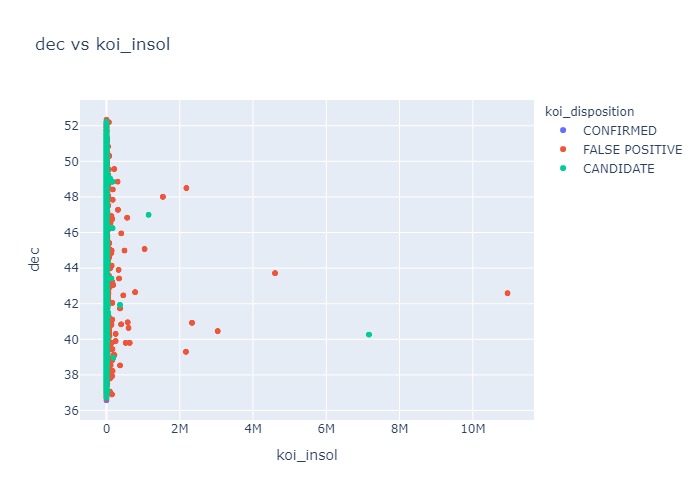 dec vs koi_insol
koi_disposition
CONFIRMED
FALSE POSITIVE
CANDIDATE
52
50
48
46
44
42
40
38
36
dec
0
2M
4M
6M
8M
10M
koi_insol